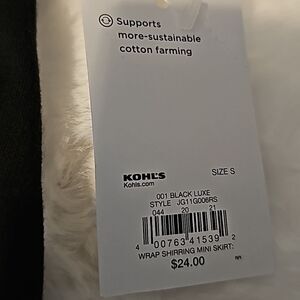 Supports
more-sustainable
cotton farming
KOHL'S
Kohls.com
SIZE S
001 BLACK LUXE
STYLE JG11G006RS
044 20 21
4 00763 41539 2
WRAP SHIRRING MINI SKIRT:
$24.00